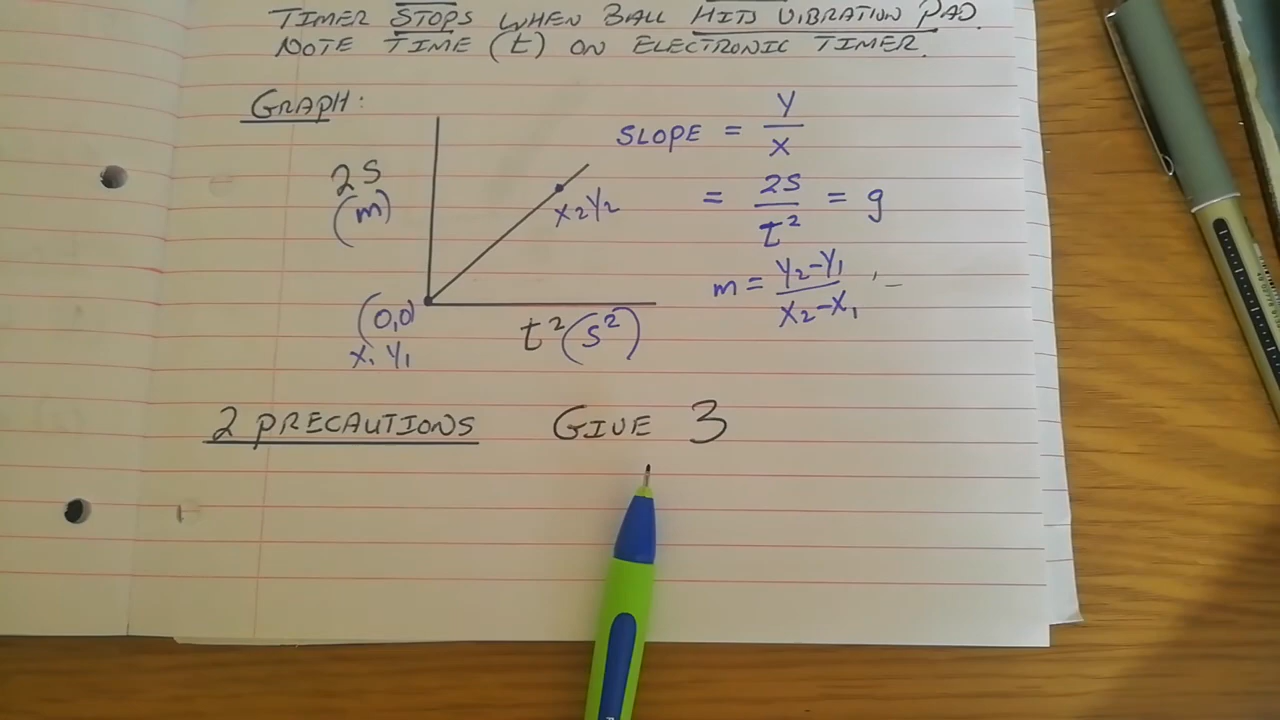 TIMER STOPS WHEN BALL HITS VIBRATION PAD.
NOTE TIME (t) ON ELECTRONIC TIMER.
GRAPH:
2S
(m)
X2Y2
(0,0)
X1 Y1
t²(s²)
SLOPE = Y/X
= 2S/t² = g
m = Y2-Y1/X2-X1
2 PRECAUTIONS GIVE 3